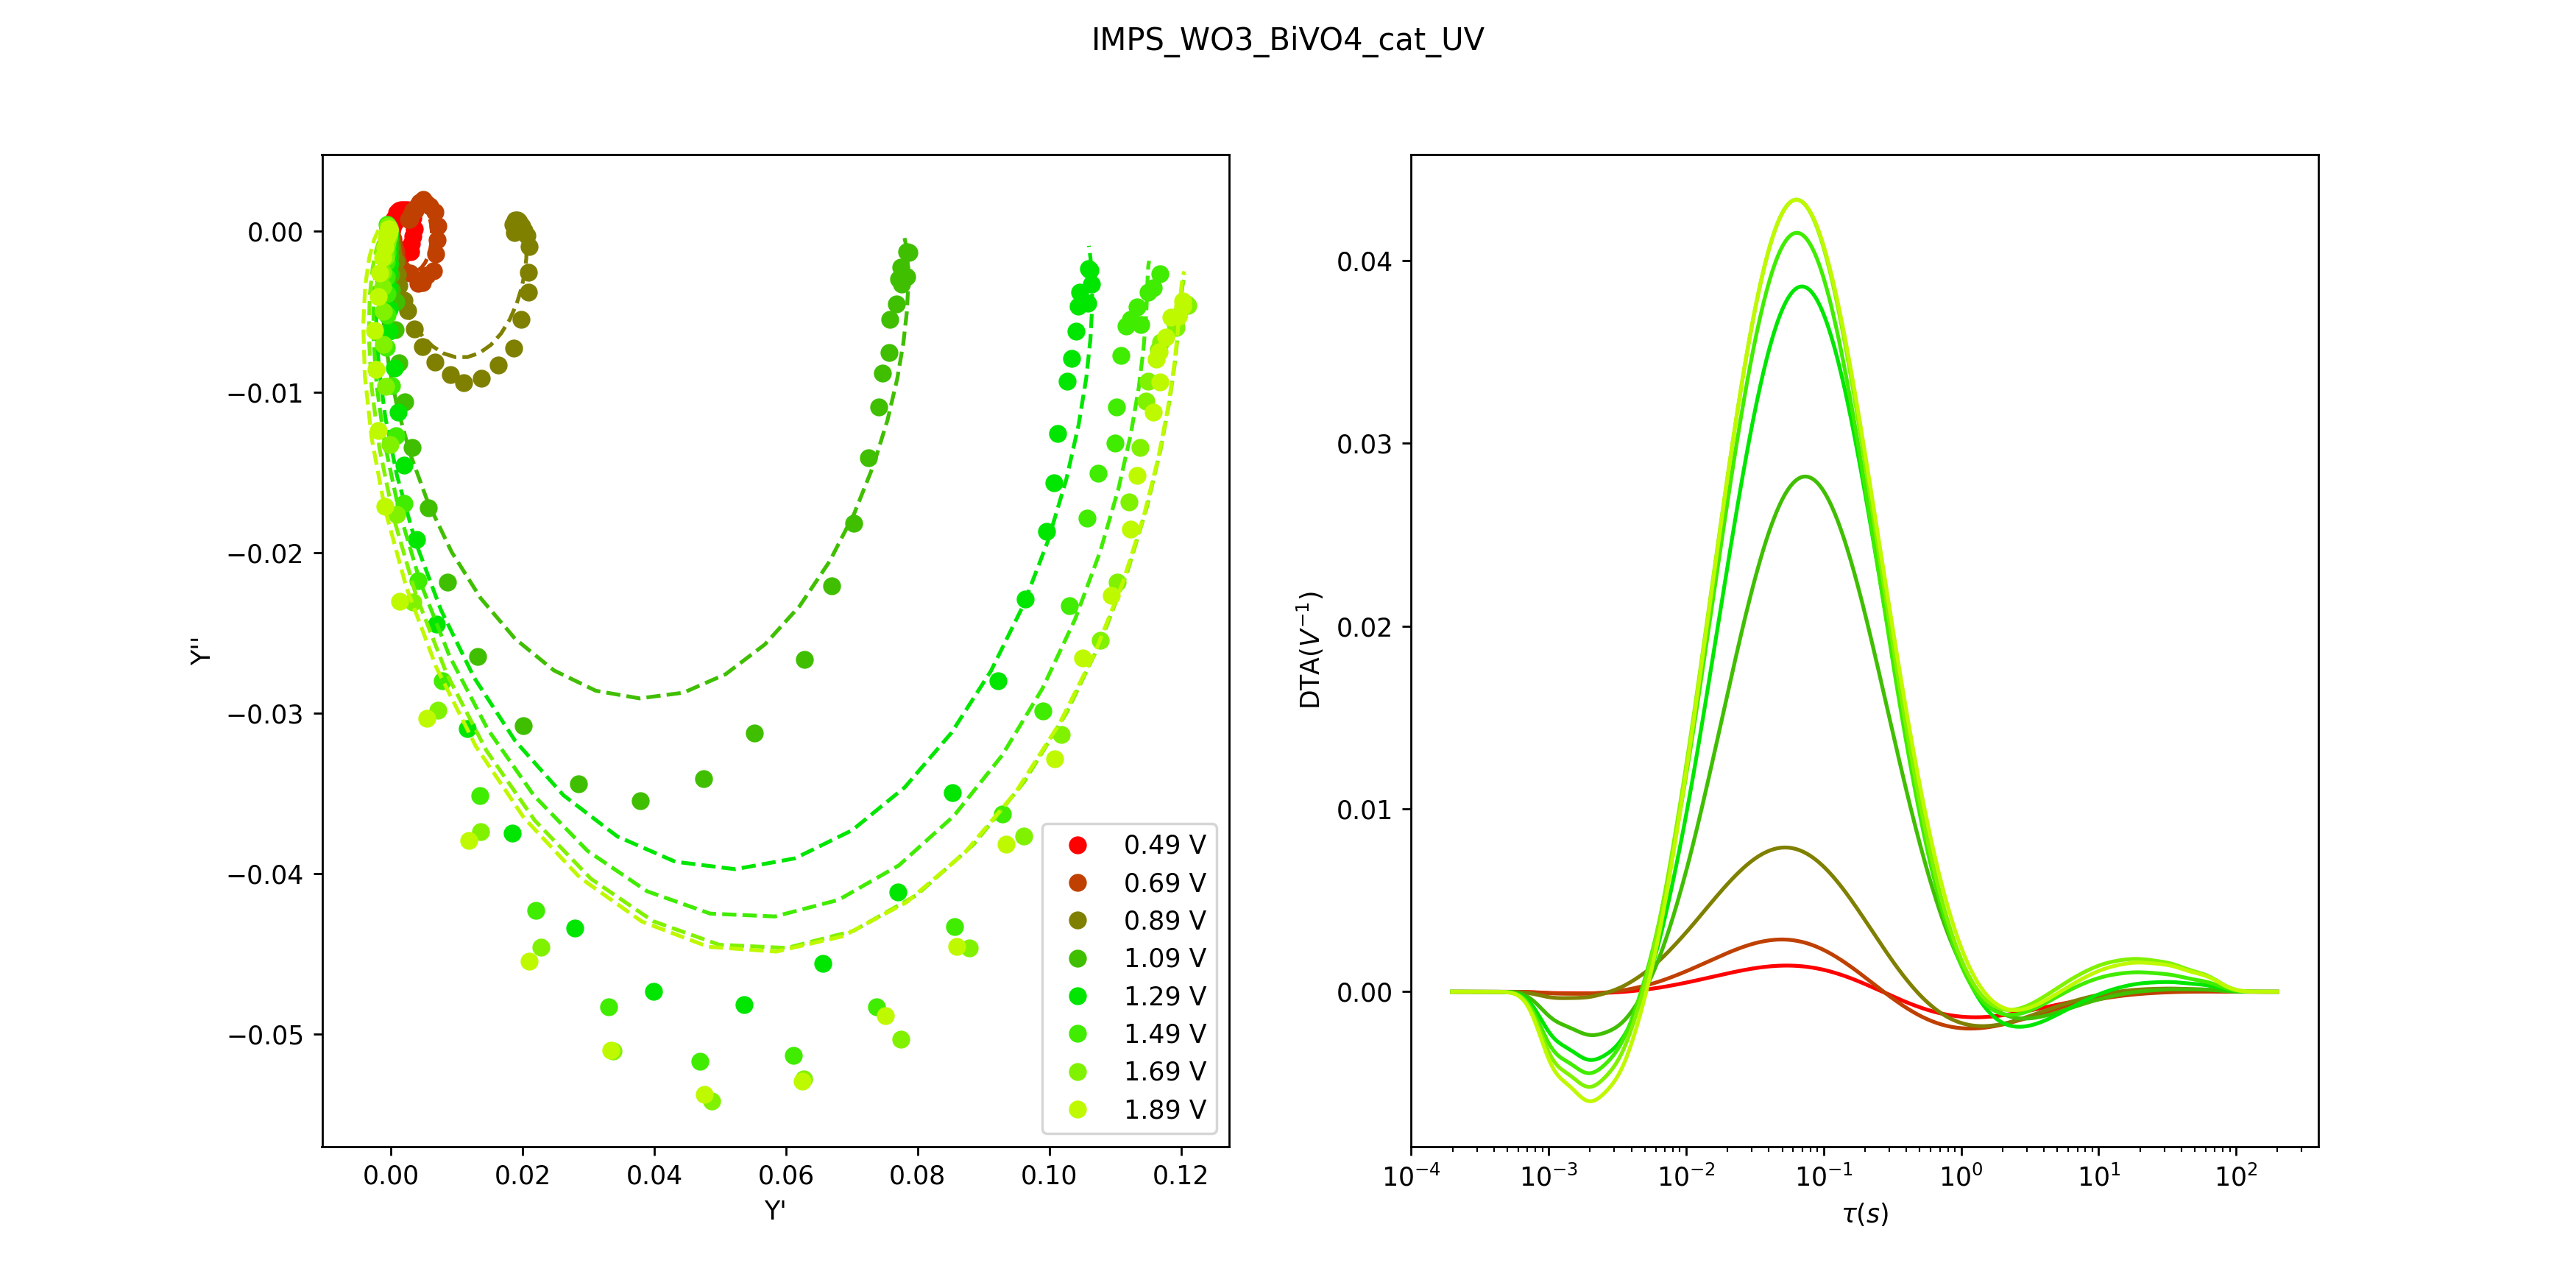 IMPS_WO3_BiVO4_cat_UV
0.00
−0.01
−0.02
−0.03
−0.04
−0.05
Y''
0.00 0.02 0.04 0.06 0.08 0.10 0.12
Y'
0.49 V
0.69 V
0.89 V
1.09 V
1.29 V
1.49 V
1.69 V
1.89 V
0.04
0.03
0.02
0.01
0.00
DTA(V⁻¹)
10⁻⁴ 10⁻³ 10⁻² 10⁻¹ 10⁰ 10¹ 10²
τ(s)